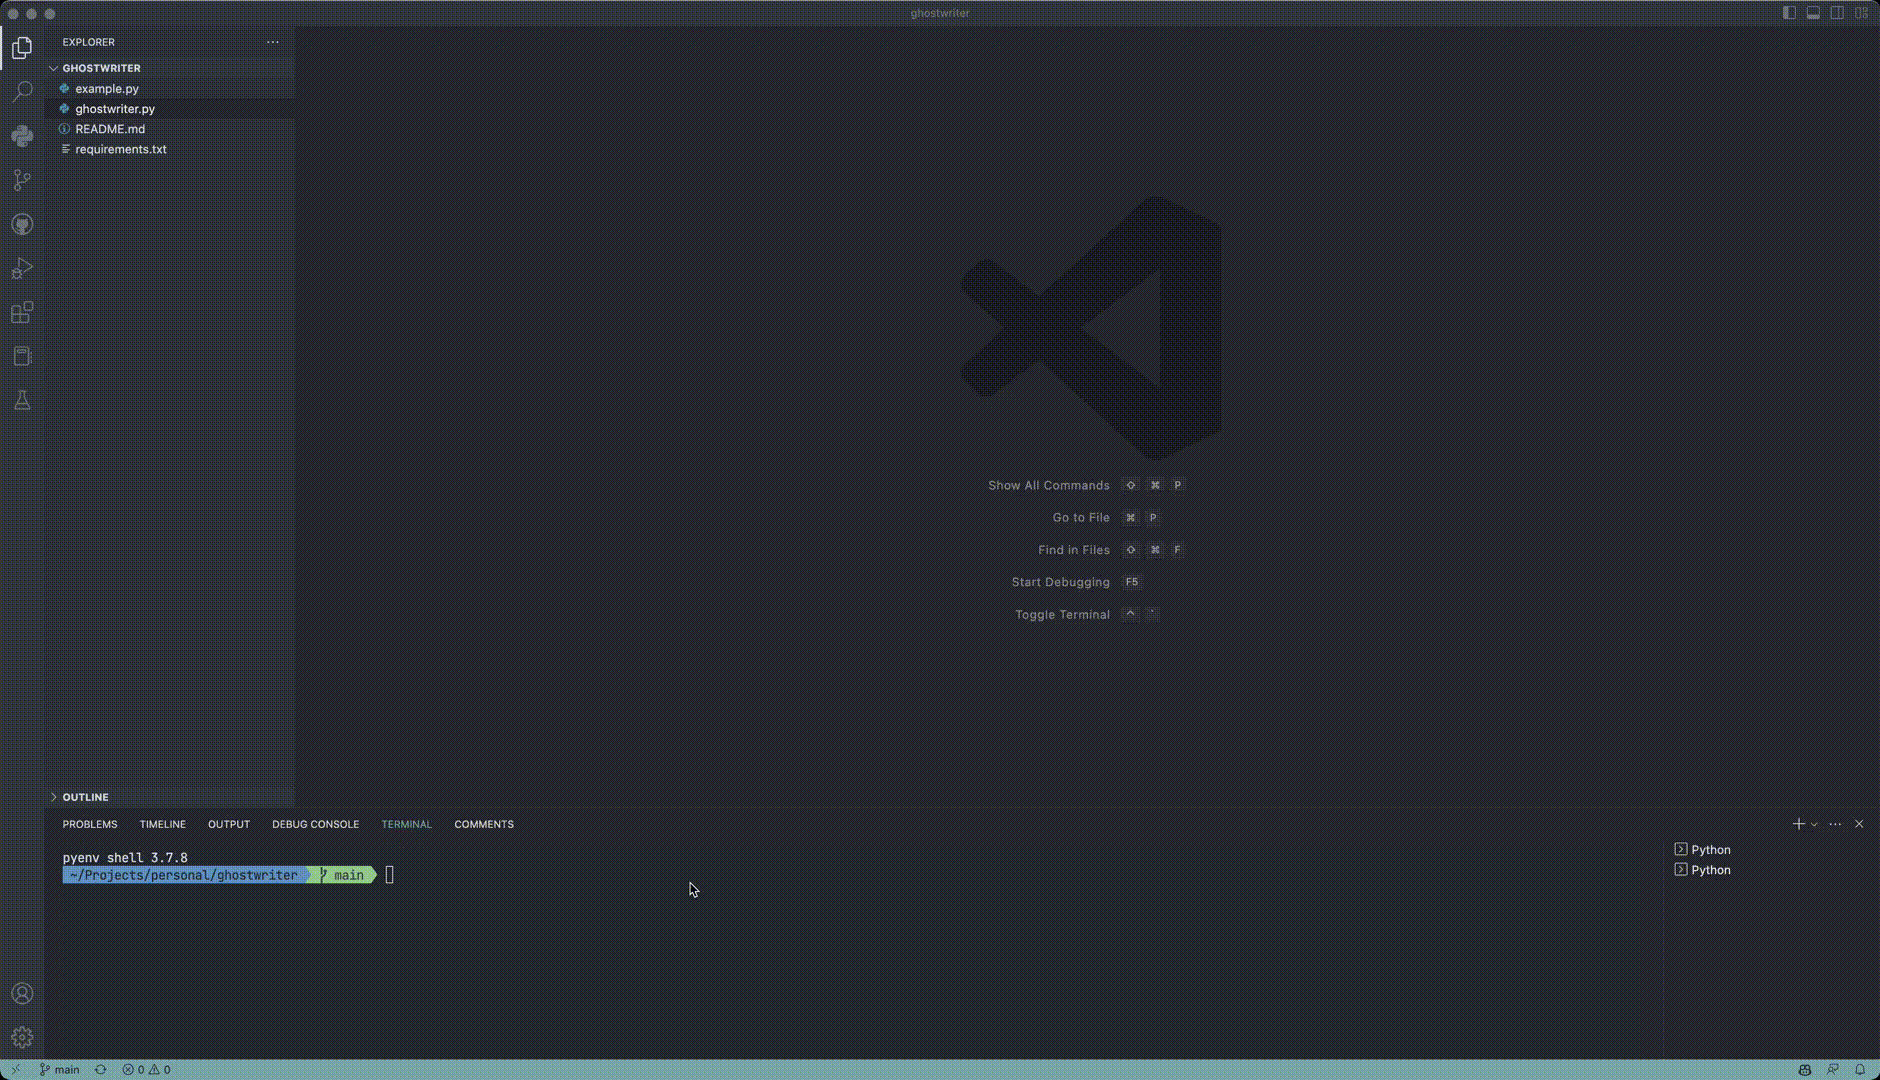 ghostwriter
EXPLORER
GHOSTWRITER
example.py
ghostwriter.py
README.md
requirements.txt
Show All Commands ⇧ ⌘ P
Go to File ⌘ P
Find in Files ⇧ ⌘ F
Start Debugging F5
Toggle Terminal ^ `
OUTLINE
PROBLEMS TIMELINE OUTPUT DEBUG CONSOLE TERMINAL COMMENTS
pyenv shell 3.7.8
~/Projects/personal/ghostwriter main
Python
Python
main 0 0